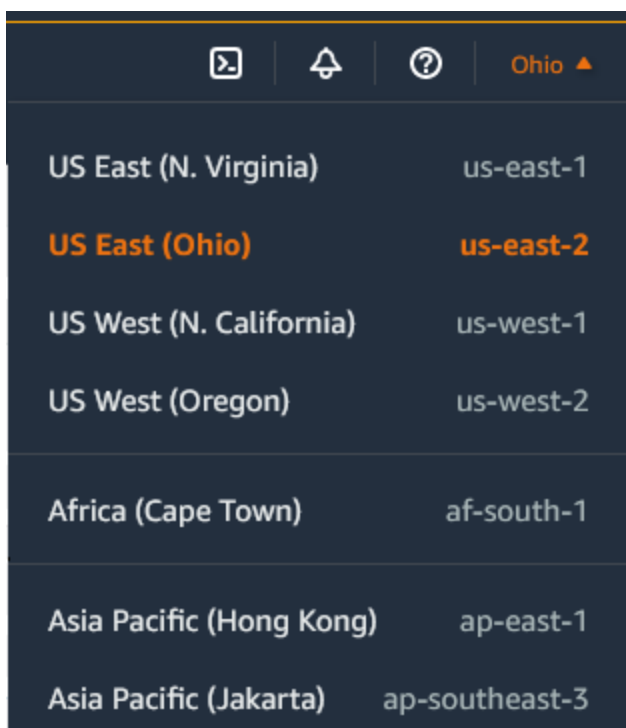 Ohio
US East (N. Virginia) us-east-1
US East (Ohio) us-east-2
US West (N. California) us-west-1
US West (Oregon) us-west-2
Africa (Cape Town) af-south-1
Asia Pacific (Hong Kong) ap-east-1
Asia Pacific (Jakarta) ap-southeast-3